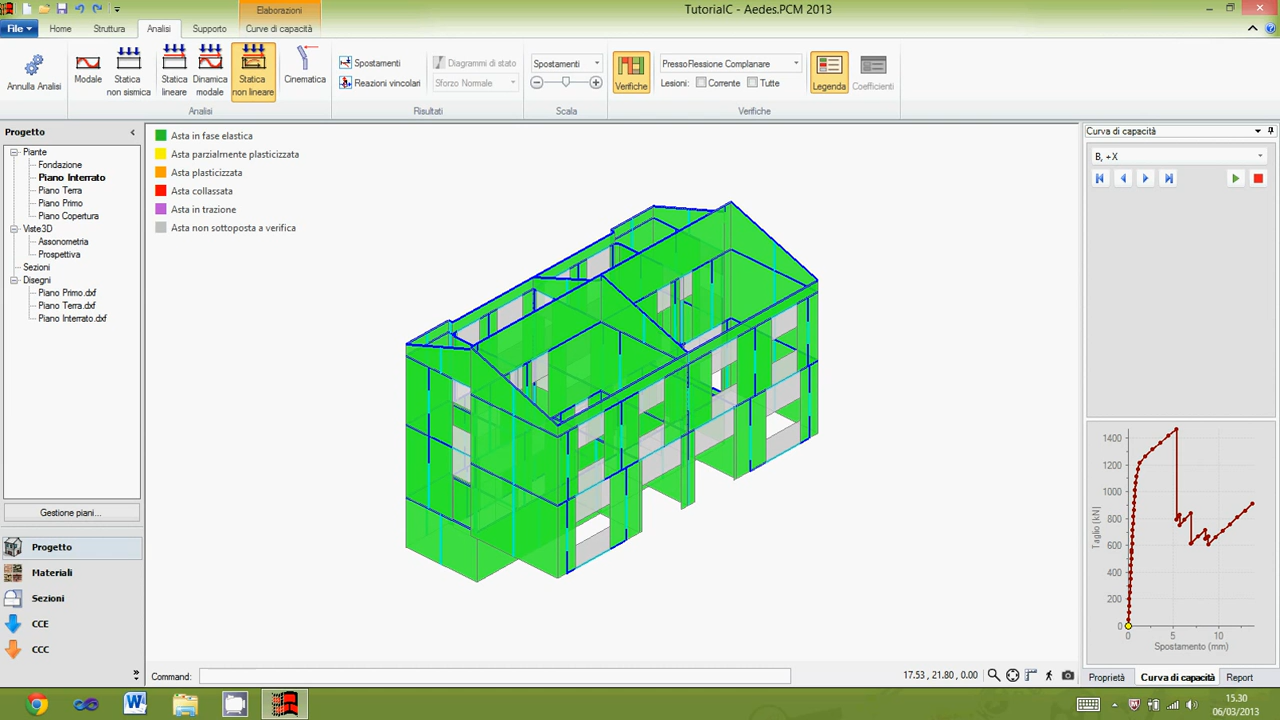 Elaborazioni
TutorialC - Aedes.PCM 2013
File
Home
Struttura
Analisi
Supporto
Curve di capacità
Annulla Analisi
Modale
Statica non sismica
Statica lineare
Dinamica modale
Statica non lineare
Cinematica
Analisi
Spostamenti
Reazioni vincolari
Diagrammi di stato
Sforzo Normale
Risultati
Spostamenti
Scala
Verifiche
PressoFlessione Complanare
Lesioni:
Corrente
Tutte
Legenda
Coefficienti
Verifiche
Progetto
Piante
Fondazione
Piano Interrato
Piano Terra
Piano Primo
Piano Copertura
Viste3D
Assonometria
Prospettiva
Sezioni
Disegni
Piano Primo.dxf
Piano Terra.dxf
Piano Interrato.dxf
Gestione piani...
Progetto
Materiali
Sezioni
CCE
CCC
Asta in fase elastica
Asta parzialmente plasticizzata
Asta plasticizzata
Asta collassata
Asta in trazione
Asta non sottoposta a verifica
Curva di capacità
B, +X
1400
1200
1000
800
600
400
200
0
Taglio (kN)
0 5 10
Spostamento (mm)
Command:
17.53, 21.80, 0.00
Proprietà
Curva di capacità
Report
15.30
06/03/2013